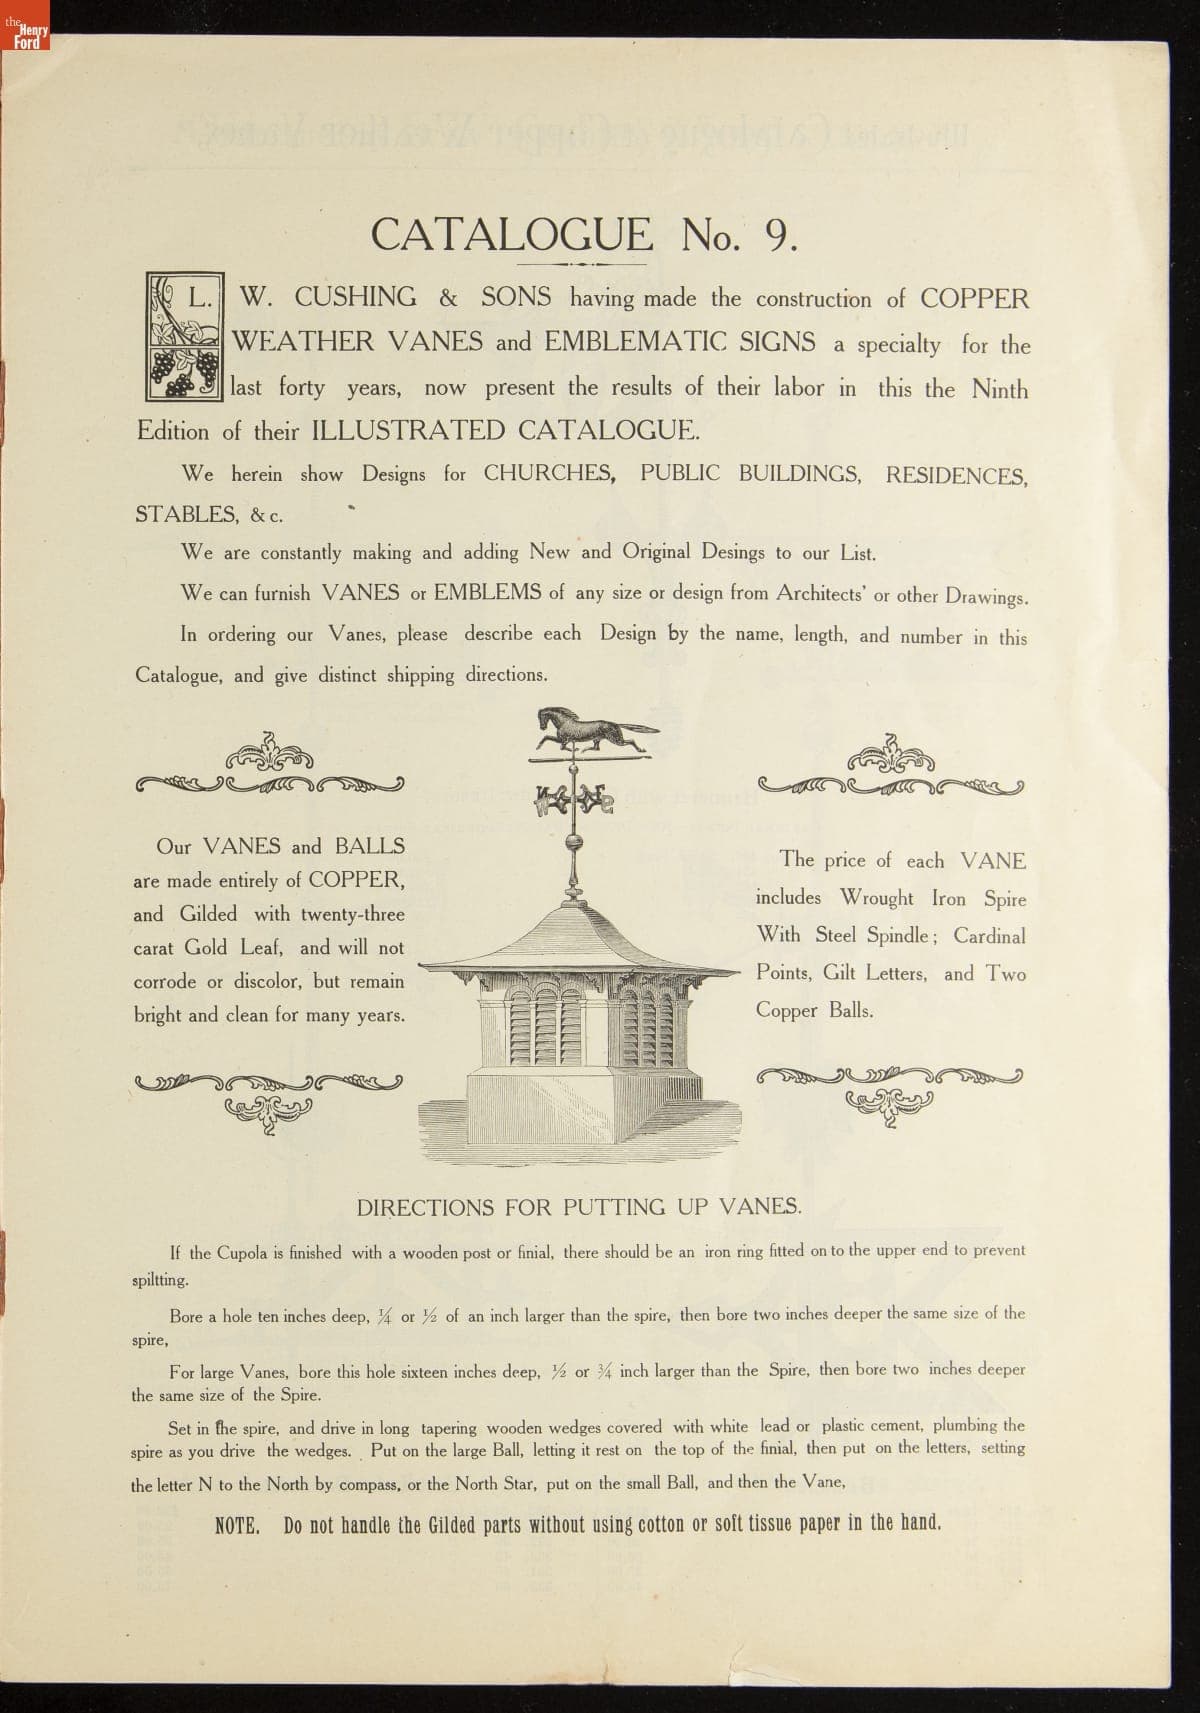 the
Henry
Ford
CATALOGUE No. 9.
L. W. CUSHING & SONS having made the construction of COPPER
WEATHER VANES and EMBLEMATIC SIGNS a specialty for the
last forty years, now present the results of their labor in this the Ninth
Edition of their ILLUSTRATED CATALOGUE.
We herein show Designs for CHURCHES, PUBLIC BUILDINGS, RESIDENCES,
STABLES, &c.
We are constantly making and adding New and Original Desings to our List.
We can furnish VANES or EMBLEMS of any size or design from Architects' or other Drawings.
In ordering our Vanes, please describe each Design by the name, length, and number in this
Catalogue, and give distinct shipping directions.
N E
W S
Our VANES and BALLS
are made entirely of COPPER,
and Gilded with twenty-three
carat Gold Leaf, and will not
corrode or discolor, but remain
bright and clean for many years.
The price of each VANE
includes Wrought Iron Spire
With Steel Spindle; Cardinal
Points, Gilt Letters, and Two
Copper Balls.
DIRECTIONS FOR PUTTING UP VANES.
If the Cupola is finished with a wooden post or finial, there should be an iron ring fitted on to the upper end to prevent
spiltting.
Bore a hole ten inches deep, ¼ or ½ of an inch larger than the spire, then bore two inches deeper the same size of the
spire,
For large Vanes, bore this hole sixteen inches deep, ½ or ¾ inch larger than the Spire, then bore two inches deeper
the same size of the Spire.
Set in the spire, and drive in long tapering wooden wedges covered with white lead or plastic cement, plumbing the
spire as you drive the wedges. Put on the large Ball, letting it rest on the top of the finial, then put on the letters, setting
the letter N to the North by compass, or the North Star, put on the small Ball, and then the Vane,
NOTE. Do not handle the Gilded parts without using cotton or soft tissue paper in the hand.